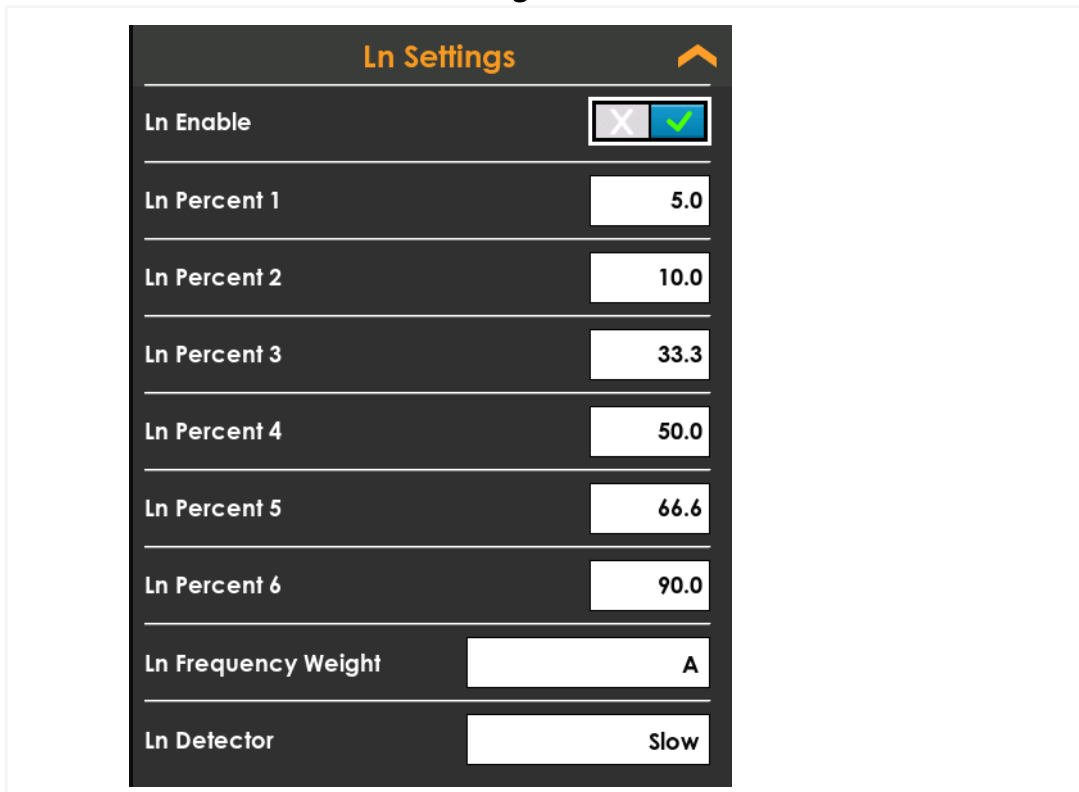 Ln Settings
Ln Enable
Ln Percent 1 5.0
Ln Percent 2 10.0
Ln Percent 3 33.3
Ln Percent 4 50.0
Ln Percent 5 66.6
Ln Percent 6 90.0
Ln Frequency Weight A
Ln Detector Slow